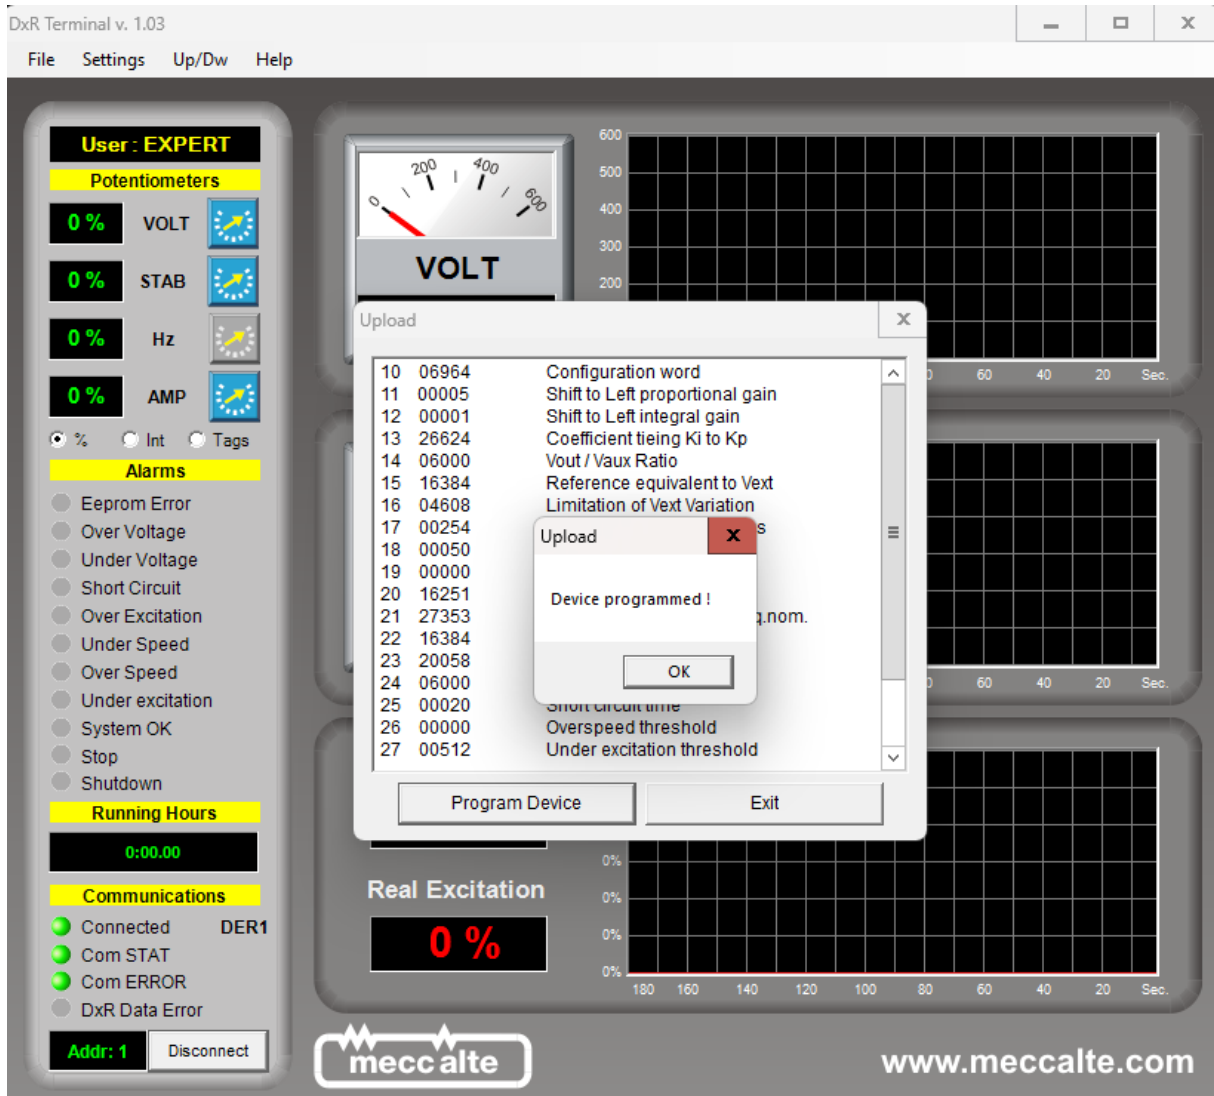 DxR Terminal v. 1.03
File Settings Up/Dw Help
User : EXPERT
Potentiometers
0 % VOLT
0 % STAB
0 % Hz
0 % AMP
% Int Tags
Alarms
Eeprom Error
Over Voltage
Under Voltage
Short Circuit
Over Excitation
Under Speed
Over Speed
Under excitation
System OK
Stop
Shutdown
Running Hours
0:00.00
Communications
Connected DER1
Com STAT
Com ERROR
DxR Data Error
Addr: 1 Disconnect
0 200 400 600
VOLT
600
500
400
300
200
60 40 20 Sec.
Upload
10 06964 Configuration word
11 00005 Shift to Left proportional gain
12 00001 Shift to Left integral gain
13 26624 Coefficient tieing Ki to Kp
14 06000 Vout / Vaux Ratio
15 16384 Reference equivalent to Vext
16 04608 Limitation of Vext Variation
17 00254 s
18 00050
19 00000
20 16251
21 27353 q.nom.
22 16384
23 20058
24 06000
25 00020 Short circuit time
26 00000 Overspeed threshold
27 00512 Under excitation threshold
Program Device Exit
Upload
Device programmed !
OK
60 40 20 Sec.
Real Excitation
0 %
0%
0%
0%
0%
180 160 140 120 100 80 60 40 20 Sec.
mecc alte
www.meccalte.com